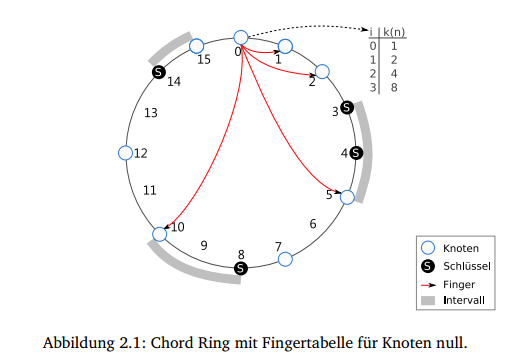 i k(n)
0 1
1 2
2 4
3 8
0
1
2
3 S
4 S
5
6
7
8
S
9
10
11
12
13
S
14
15
Knoten
S Schlüssel
Finger
Intervall
Abbildung 2.1: Chord Ring mit Fingertabelle für Knoten null.